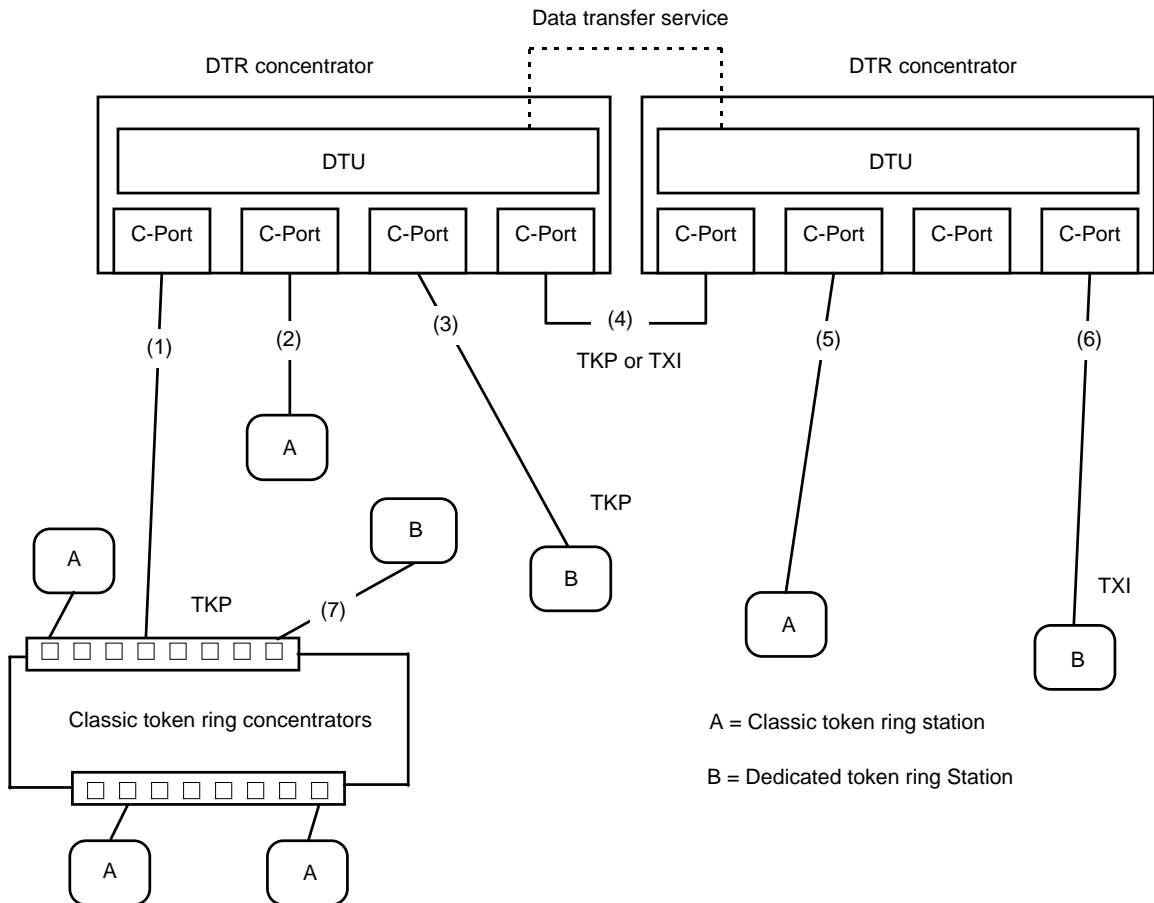 Data transfer service
DTR concentrator
DTR concentrator
DTU
DTU
C-Port
C-Port
C-Port
C-Port
C-Port
C-Port
C-Port
C-Port
(1)
(2)
(3)
(4)
(5)
(6)
TKP or TXI
A
B
TKP
A
B
TXI
TKP
(7)
A
B
Classic token ring concentrators
A = Classic token ring station
B = Dedicated token ring Station
A
A